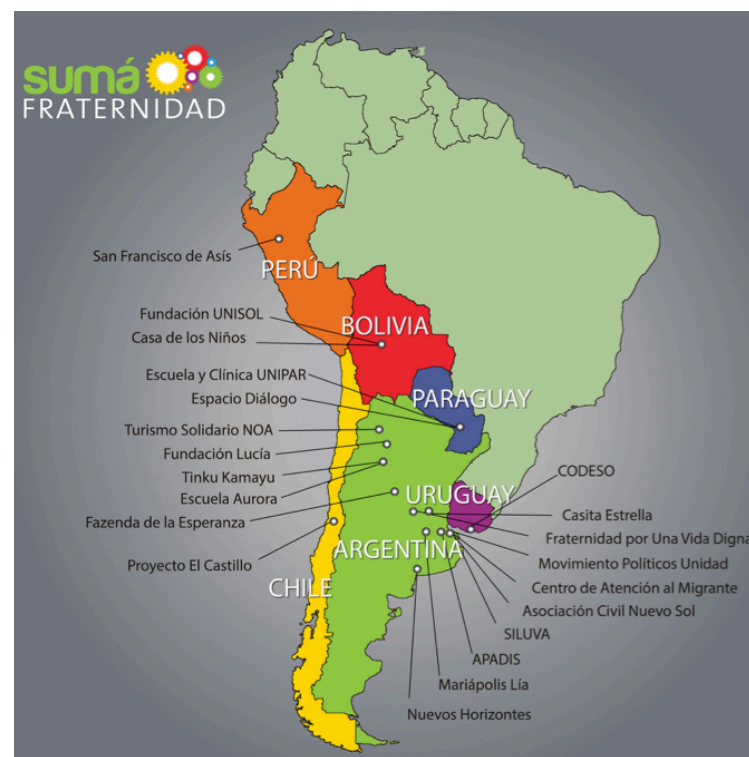 sumá
FRATERNIDAD
San Francisco de Asís
PERÚ
Fundación UNISOL
Casa de los Niños
BOLIVIA
Escuela y Clínica UNIPAR
Espacio Diálogo
PARAGUAY
Turismo Solidario NOA
Fundación Lucía
Tinku Kamayu
Escuela Aurora
Fazenda de la Esperanza
Proyecto El Castillo
CODESO
URUGUAY
Casita Estrella
Fraternidad por Una Vida Digna
ARGENTINA
Movimiento Políticos Unidad
CHILE
Centro de Atención al Migrante
Asociación Civil Nuevo Sol
SILUVA
APADIS
Mariápolis Lía
Nuevos Horizontes